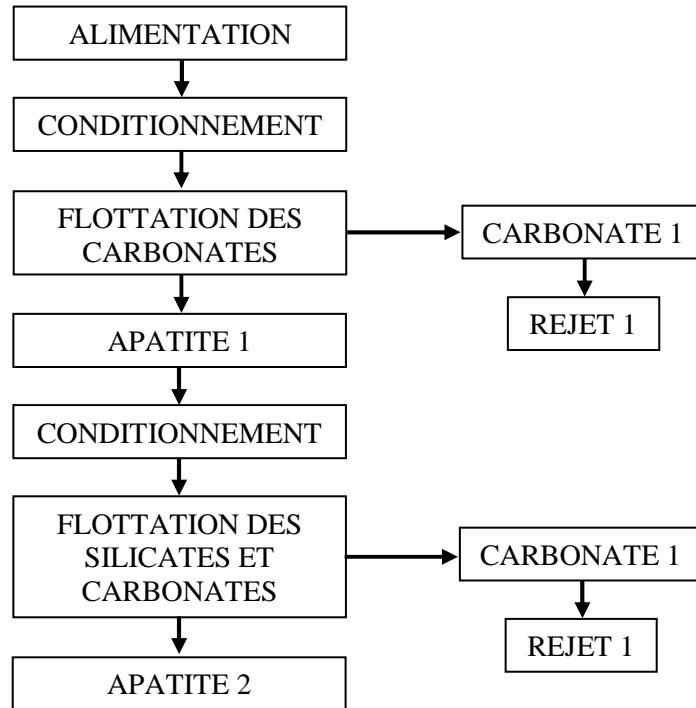 ALIMENTATION
CONDITIONNEMENT
FLOTTATION DES
CARBONATES
CARBONATE 1
REJET 1
APATITE 1
CONDITIONNEMENT
FLOTTATION DES
SILICATES ET
CARBONATES
CARBONATE 1
REJET 1
APATITE 2